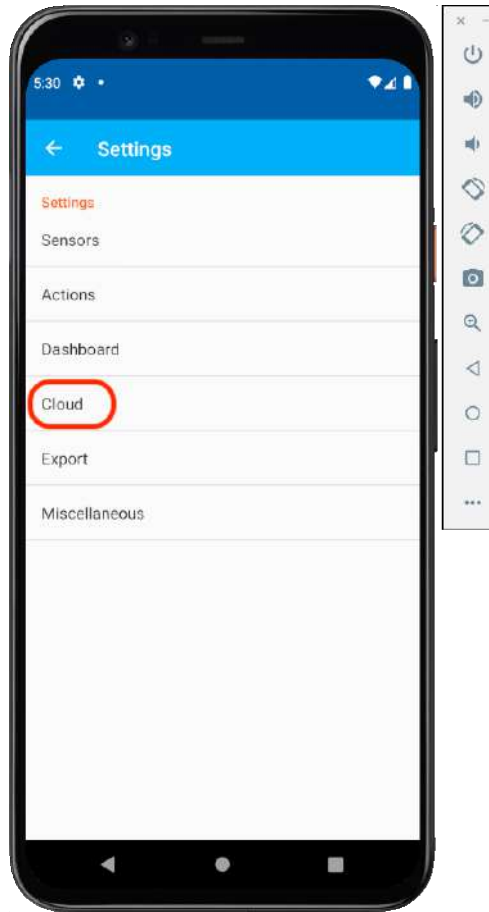 5:30
Settings
Settings
Sensors
Actions
Dashboard
Cloud
Export
Miscellaneous